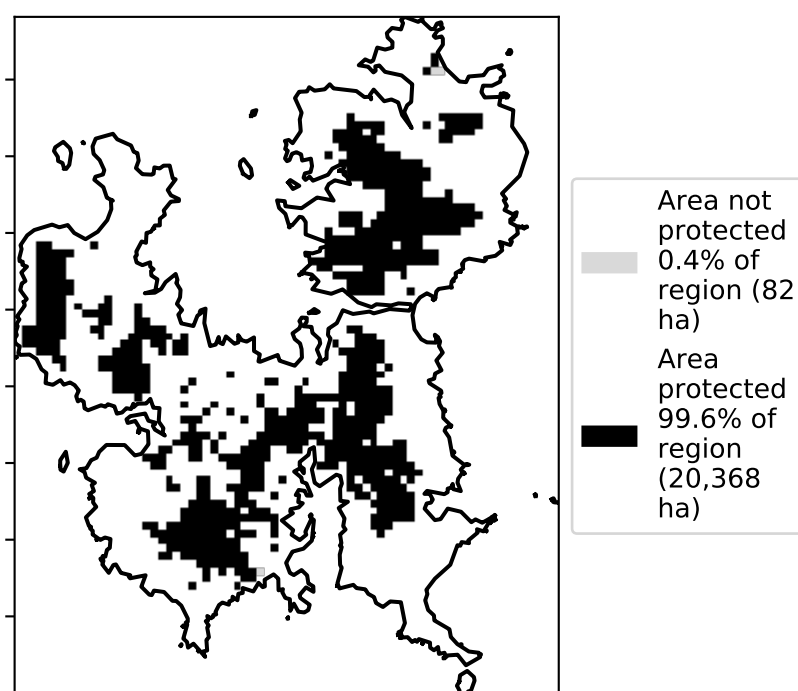 Area not
protected
0.4% of
region (82
ha)
Area
protected
99.6% of
region
(20,368
ha)